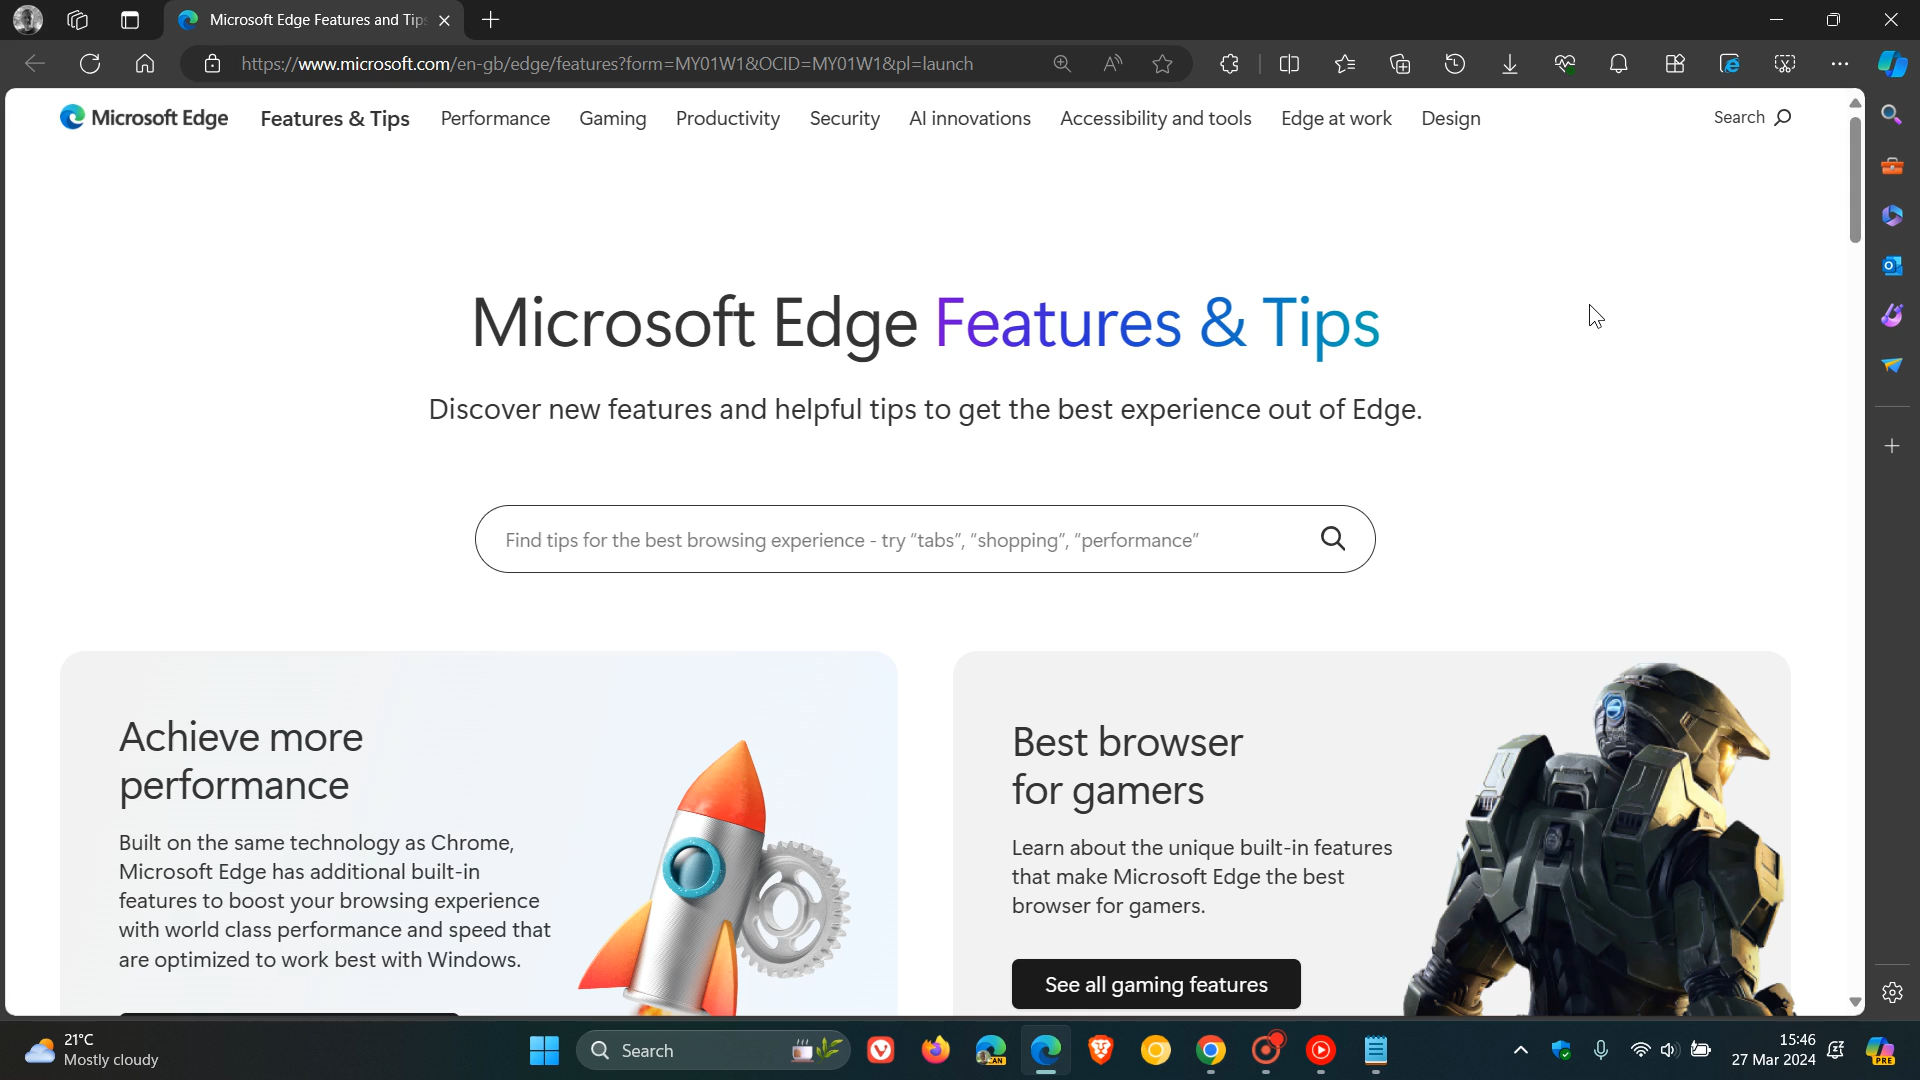 Microsoft Edge Features and Tips
https://www.microsoft.com/en-gb/edge/features?form=MY01W1&OCID=MY01W1&pl=launch
Microsoft Edge Features & Tips Performance Gaming Productivity Security AI innovations Accessibility and tools Edge at work Design Search
Microsoft Edge Features & Tips
Discover new features and helpful tips to get the best experience out of Edge.
Find tips for the best browsing experience - try “tabs”, “shopping”, “performance”
Achieve more
performance
Built on the same technology as Chrome,
Microsoft Edge has additional built-in
features to boost your browsing experience
with world class performance and speed that
are optimized to work best with Windows.
Best browser
for gamers
Learn about the unique built-in features
that make Microsoft Edge the best
browser for gamers.
See all gaming features
21°C
Mostly cloudy
Search
CAN
15:46
27 Mar 2024
PRE